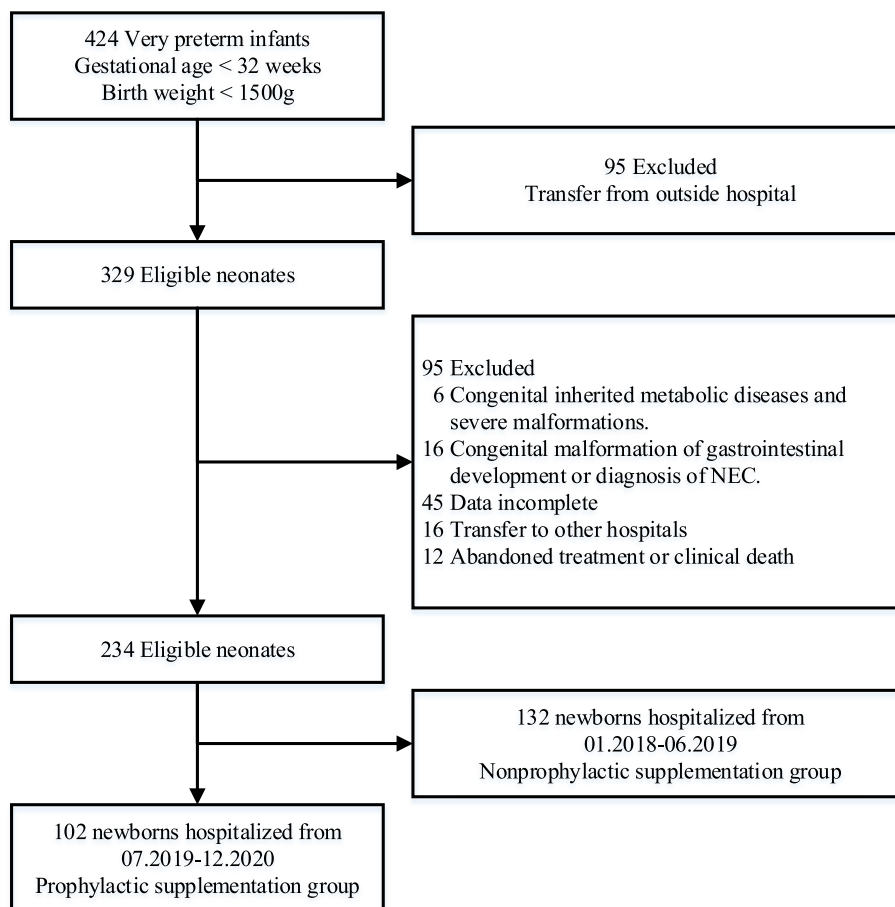 424 Very preterm infants
Gestational age < 32 weeks
Birth weight < 1500g
95 Excluded
Transfer from outside hospital
329 Eligible neonates
95 Excluded
6 Congenital inherited metabolic diseases and
severe malformations.
16 Congenital malformation of gastrointestinal
development or diagnosis of NEC.
45 Data incomplete
16 Transfer to other hospitals
12 Abandoned treatment or clinical death
234 Eligible neonates
132 newborns hospitalized from
01.2018-06.2019
Nonprophylactic supplementation group
102 newborns hospitalized from
07.2019-12.2020
Prophylactic supplementation group